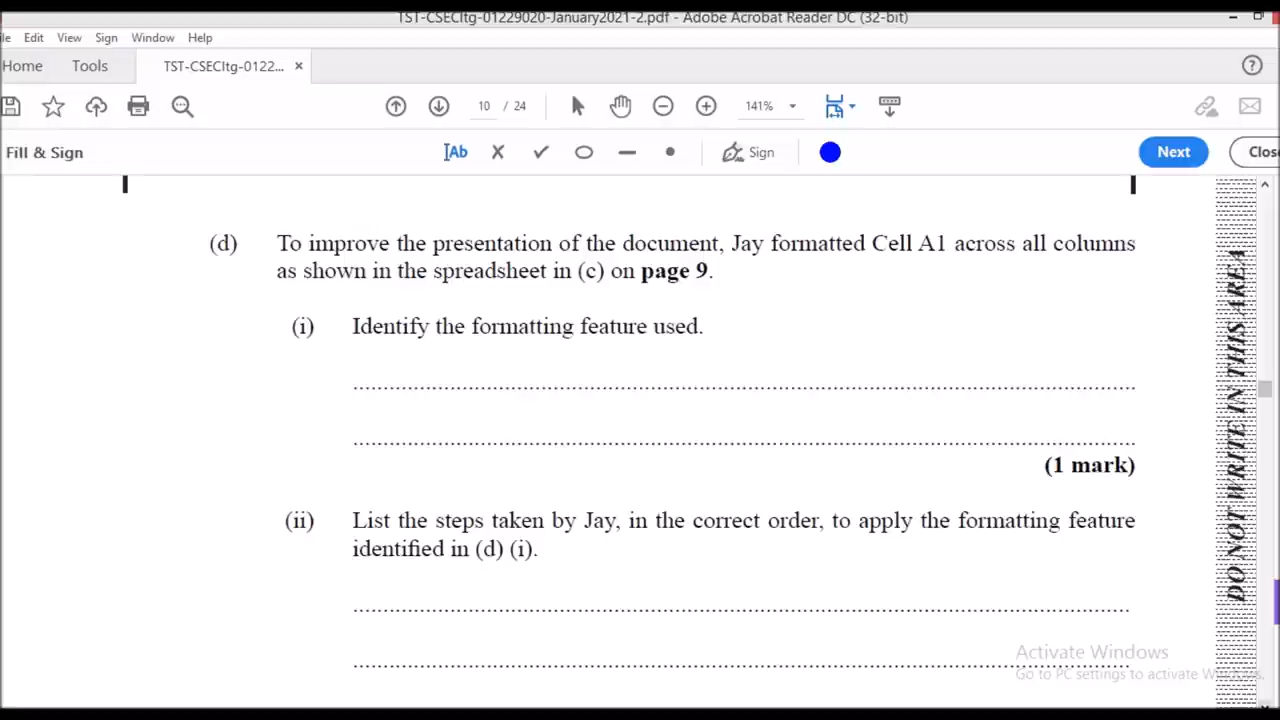 TST-CSECItg-01229020-January2021-2.pdf - Adobe Acrobat Reader DC (32-bit)
Edit View Sign Window Help
Home Tools TST-CSECItg-0122... ×
10 / 24 141%
Fill & Sign Sign Next Close
(d) To improve the presentation of the document, Jay formatted Cell A1 across all columns
as shown in the spreadsheet in (c) on page 9.
(i) Identify the formatting feature used.
(1 mark)
(ii) List the steps taken by Jay, in the correct order, to apply the formatting feature
identified in (d) (i).
DO NOT WRITE IN THIS AREA
Activate Windows
Go to PC settings to activate Windows.